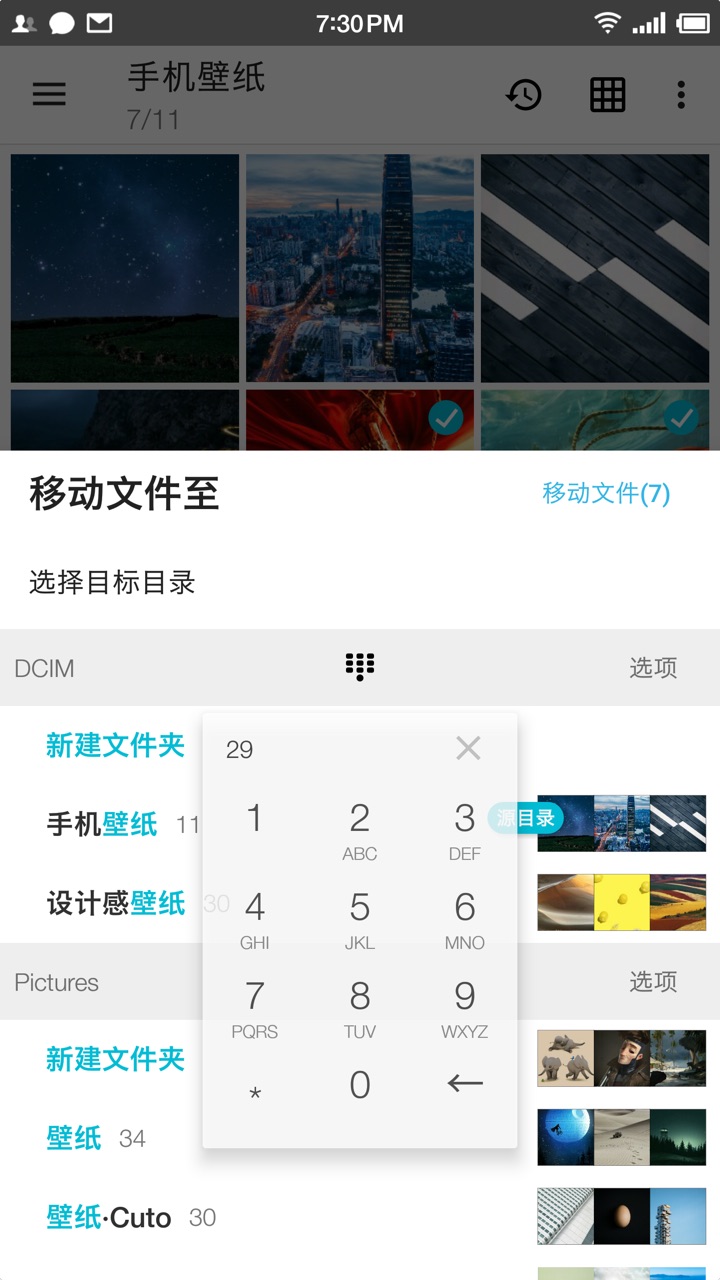 7:30PM
手机壁纸
7/11
移动文件至
移动文件(7)
选择目标目录
DCIM
选项
新建文件夹
29
手机壁纸 11
源目录
设计感壁纸 30
1
2 ABC
3 DEF
4 GHI
5 JKL
6 MNO
7 PQRS
8 TUV
9 WXYZ
*
0
Pictures
选项
新建文件夹
壁纸 34
壁纸·Cuto 30